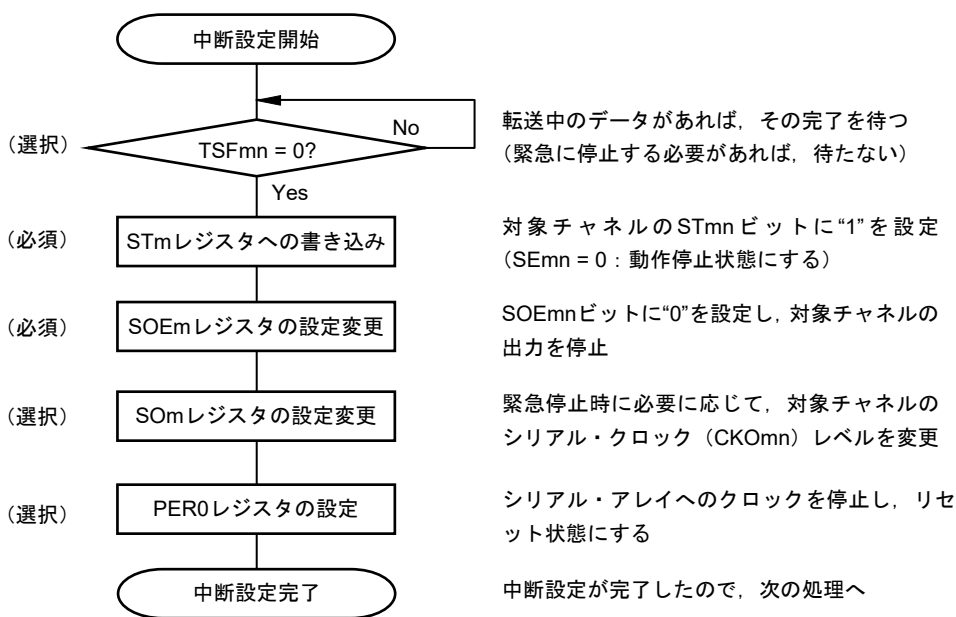 中断設定開始
（選択）
TSFmn = 0?
No
転送中のデータがあれば，その完了を待つ
（緊急に停止する必要があれば，待たない）
Yes
（必須）
STmレジスタへの書き込み
対象チャネルのSTmnビットに“1”を設定
（SEmn = 0：動作停止状態にする）
（必須）
SOEmレジスタの設定変更
SOEmnビットに“0”を設定し，対象チャネルの
出力を停止
（選択）
SOmレジスタの設定変更
緊急停止時に必要に応じて，対象チャネルの
シリアル・クロック（CKOmn）レベルを変更
（選択）
PER0レジスタの設定
シリアル・アレイへのクロックを停止し，リセ
ット状態にする
中断設定完了
中断設定が完了したので，次の処理へ